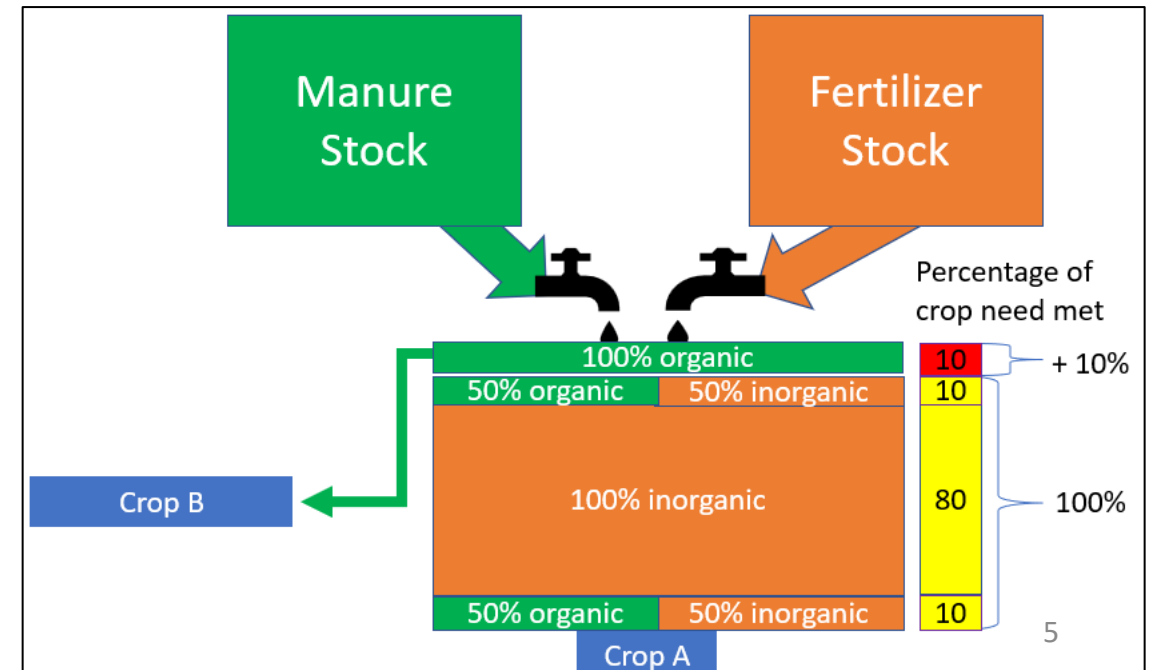 Manure
Stock
Fertilizer
Stock
Percentage of
crop need met
100% organic
10
+ 10%
50% organic
50% inorganic
10
Crop B
100% inorganic
80
100%
50% organic
50% inorganic
10
5
Crop A